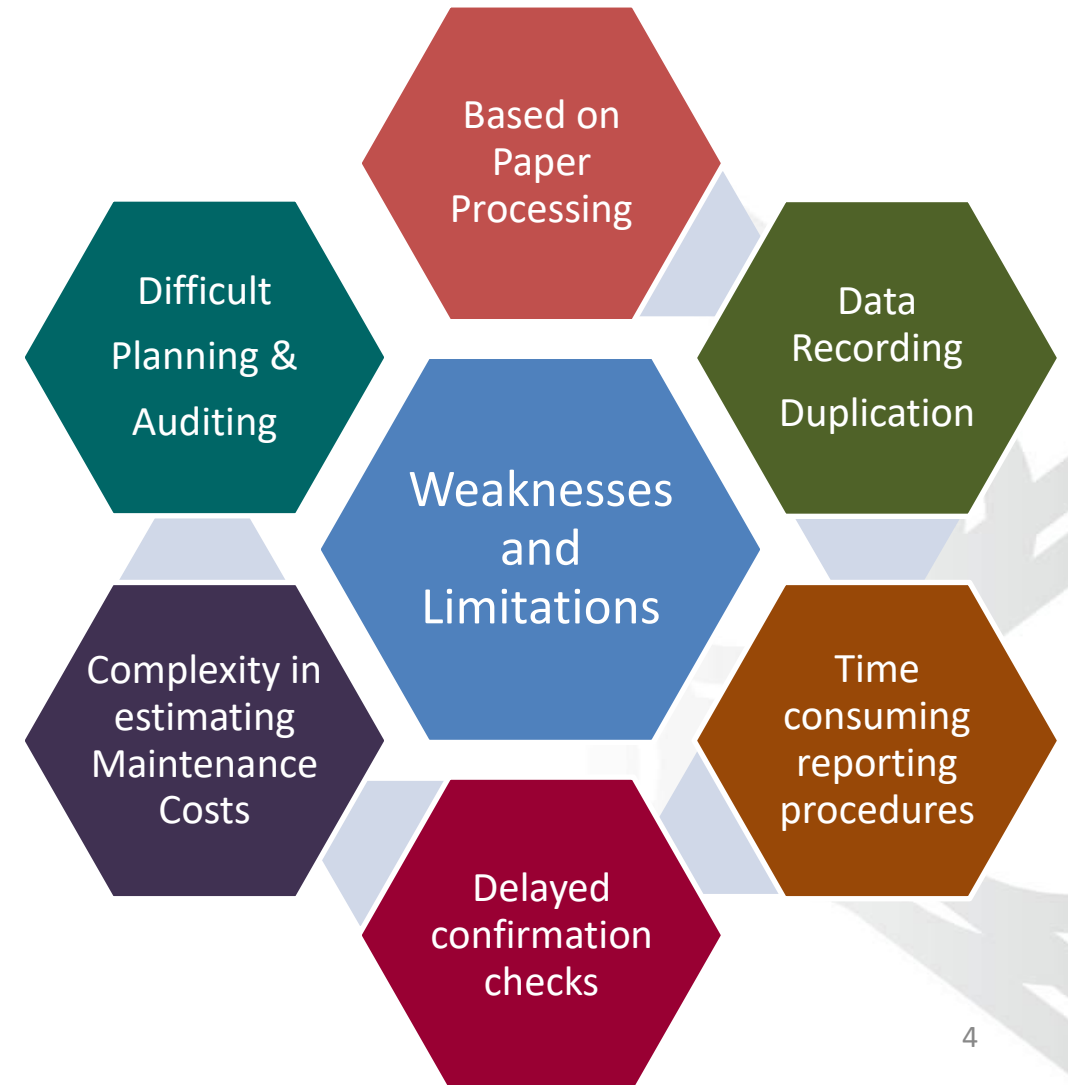 Based on
Paper
Processing
Data
Recording
Duplication
Time
consuming
reporting
procedures
Delayed
confirmation
checks
Complexity in
estimating
Maintenance
Costs
Difficult
Planning &
Auditing
Weaknesses
and
Limitations
4